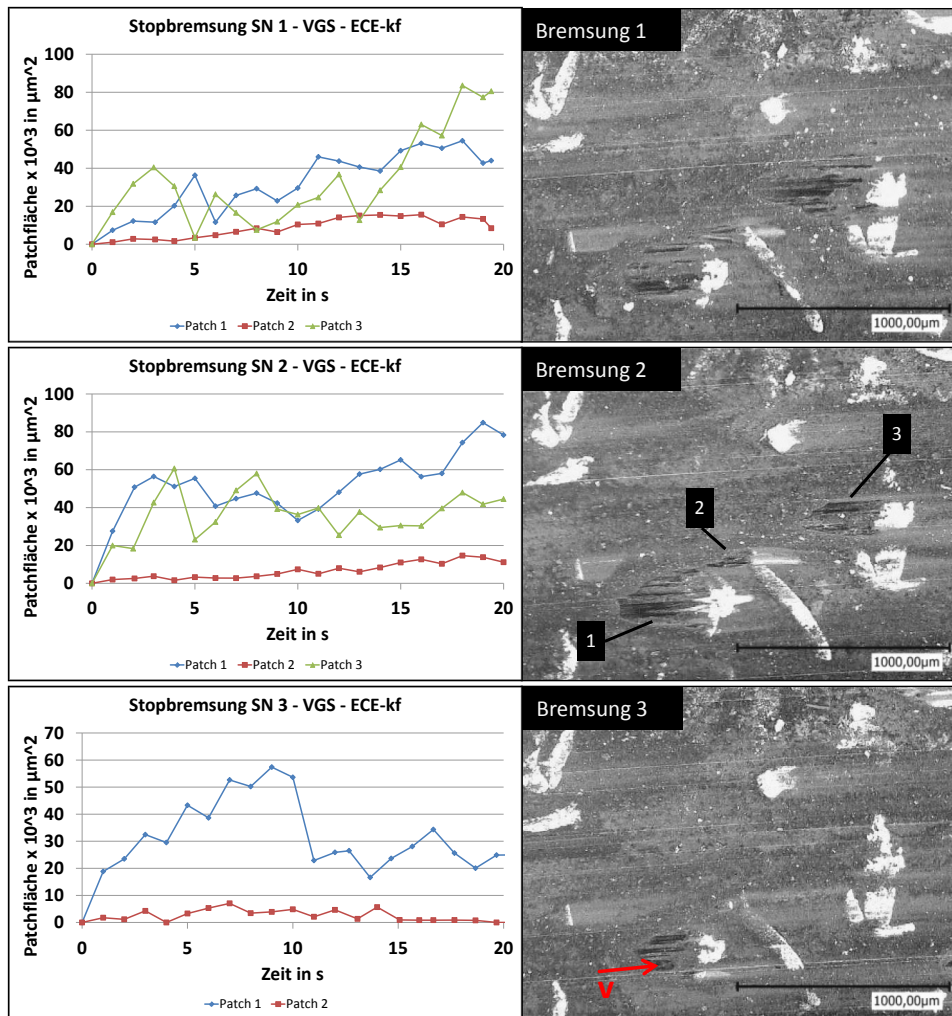 Stopbremsung SN 1 - VGS - ECE-kf
Patchfläche x 10^3 in µm^2
100
80
60
40
20
0
0 5 10 15 20
Zeit in s
Patch 1 Patch 2 Patch 3
Bremsung 1
1000,00µm
Stopbremsung SN 2 - VGS - ECE-kf
Patchfläche x 10^3 in µm^2
100
80
60
40
20
0
0 5 10 15 20
Zeit in s
Patch 1 Patch 2 Patch 3
Bremsung 2
3
2
1
1000,00µm
Stopbremsung SN 3 - VGS - ECE-kf
Patchfläche x 10^3 in µm^2
70
60
50
40
30
20
10
0
0 5 10 15 20
Zeit in s
Patch 1 Patch 2
Bremsung 3
v
1000,00µm